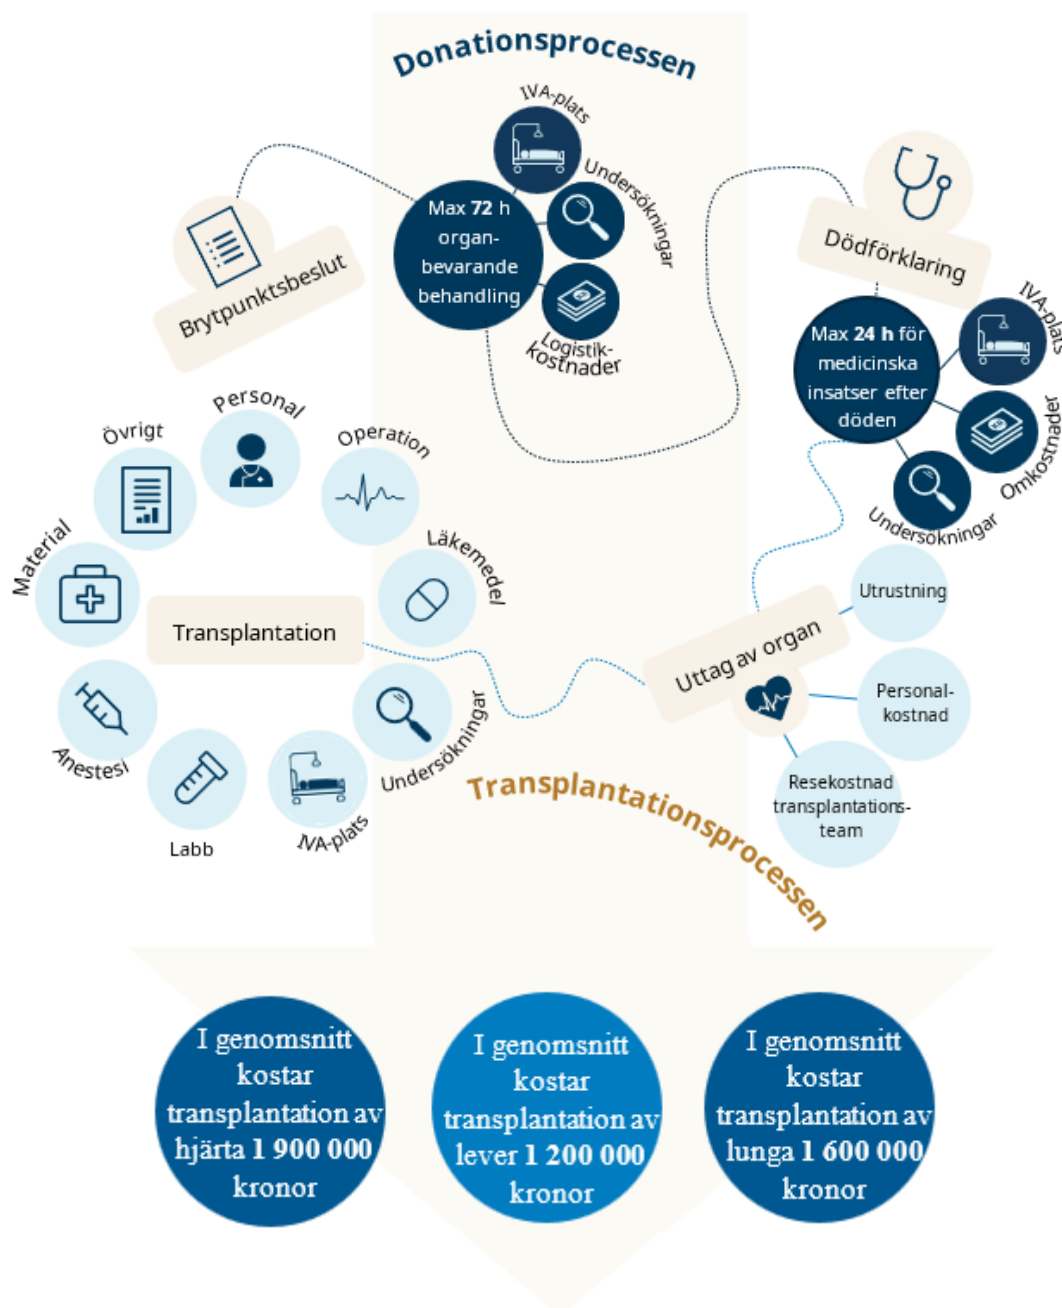 Donationsprocessen
IVA-plats
Undersökningar
Max 72 h
organ-
bevarande
behandling
Logistik-
kostnader
Brytpunktsbeslut
Dödförklaring
IVA-plats
Max 24 h för
medicinska
insatser efter
döden
Omkostnader
Undersökningar
Utrustning
Uttag av organ
Personal-
kostnad
Resekostnad
transplantations-
team
Personal
Övrigt
Operation
Material
Läkemedel
Transplantation
Anestesi
Undersökningar
Labb
IVA-plats
Transplantationsprocessen
I genomsnitt
kostar
transplantation av
hjärta 1 900 000
kronor
I genomsnitt
kostar
transplantation av
lever 1 200 000
kronor
I genomsnitt
kostar
transplantation av
lunga 1 600 000
kronor